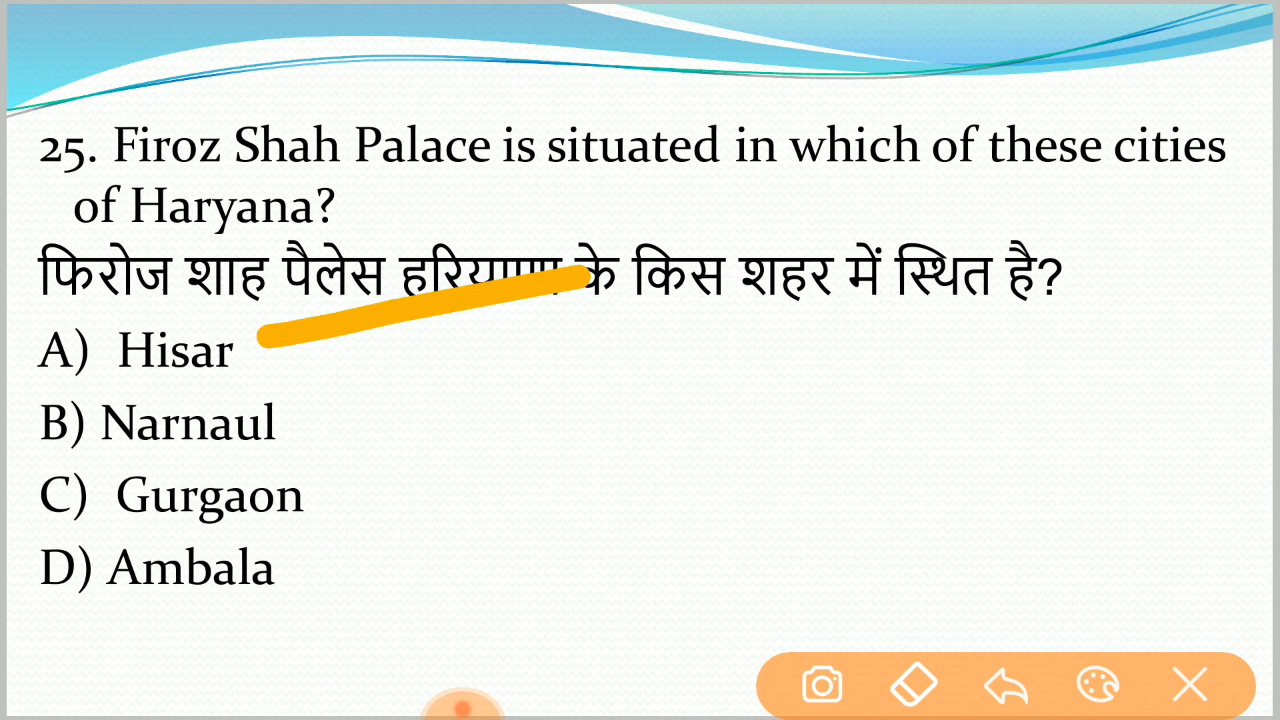 25. Firoz Shah Palace is situated in which of these cities
of Haryana?
फिरोज शाह पैलेस हरियाणा के किस शहर में स्थित है?
A) Hisar
B) Narnaul
C) Gurgaon
D) Ambala